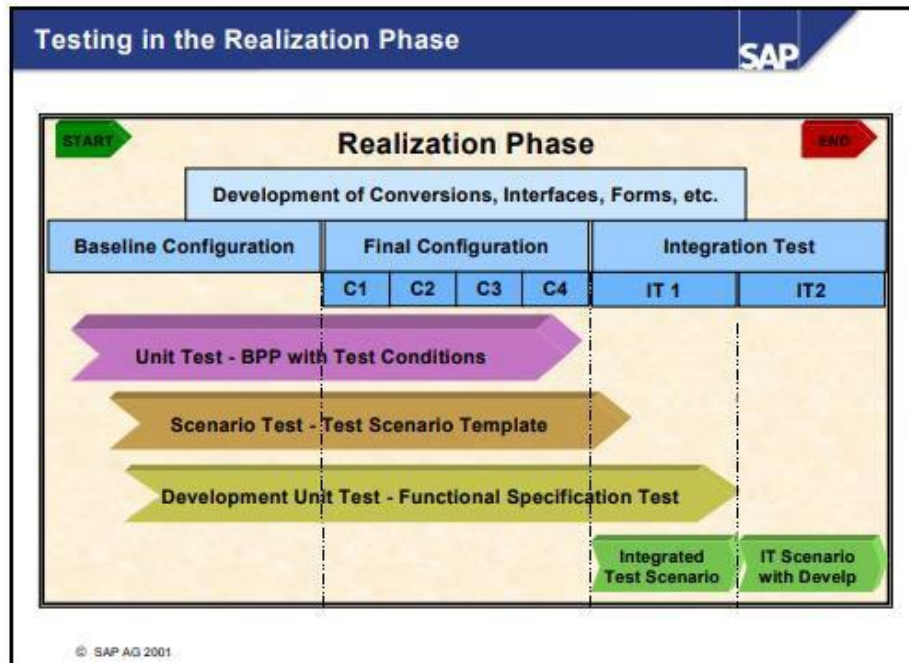 Testing in the Realization Phase
SAP
START
Realization Phase
END
Development of Conversions, Interfaces, Forms, etc.
Baseline Configuration
Final Configuration
Integration Test
C1
C2
C3
C4
IT 1
IT2
Unit Test - BPP with Test Conditions
Scenario Test - Test Scenario Template
Development Unit Test - Functional Specification Test
Integrated
Test Scenario
IT Scenario
with Develp
© SAP AG 2001